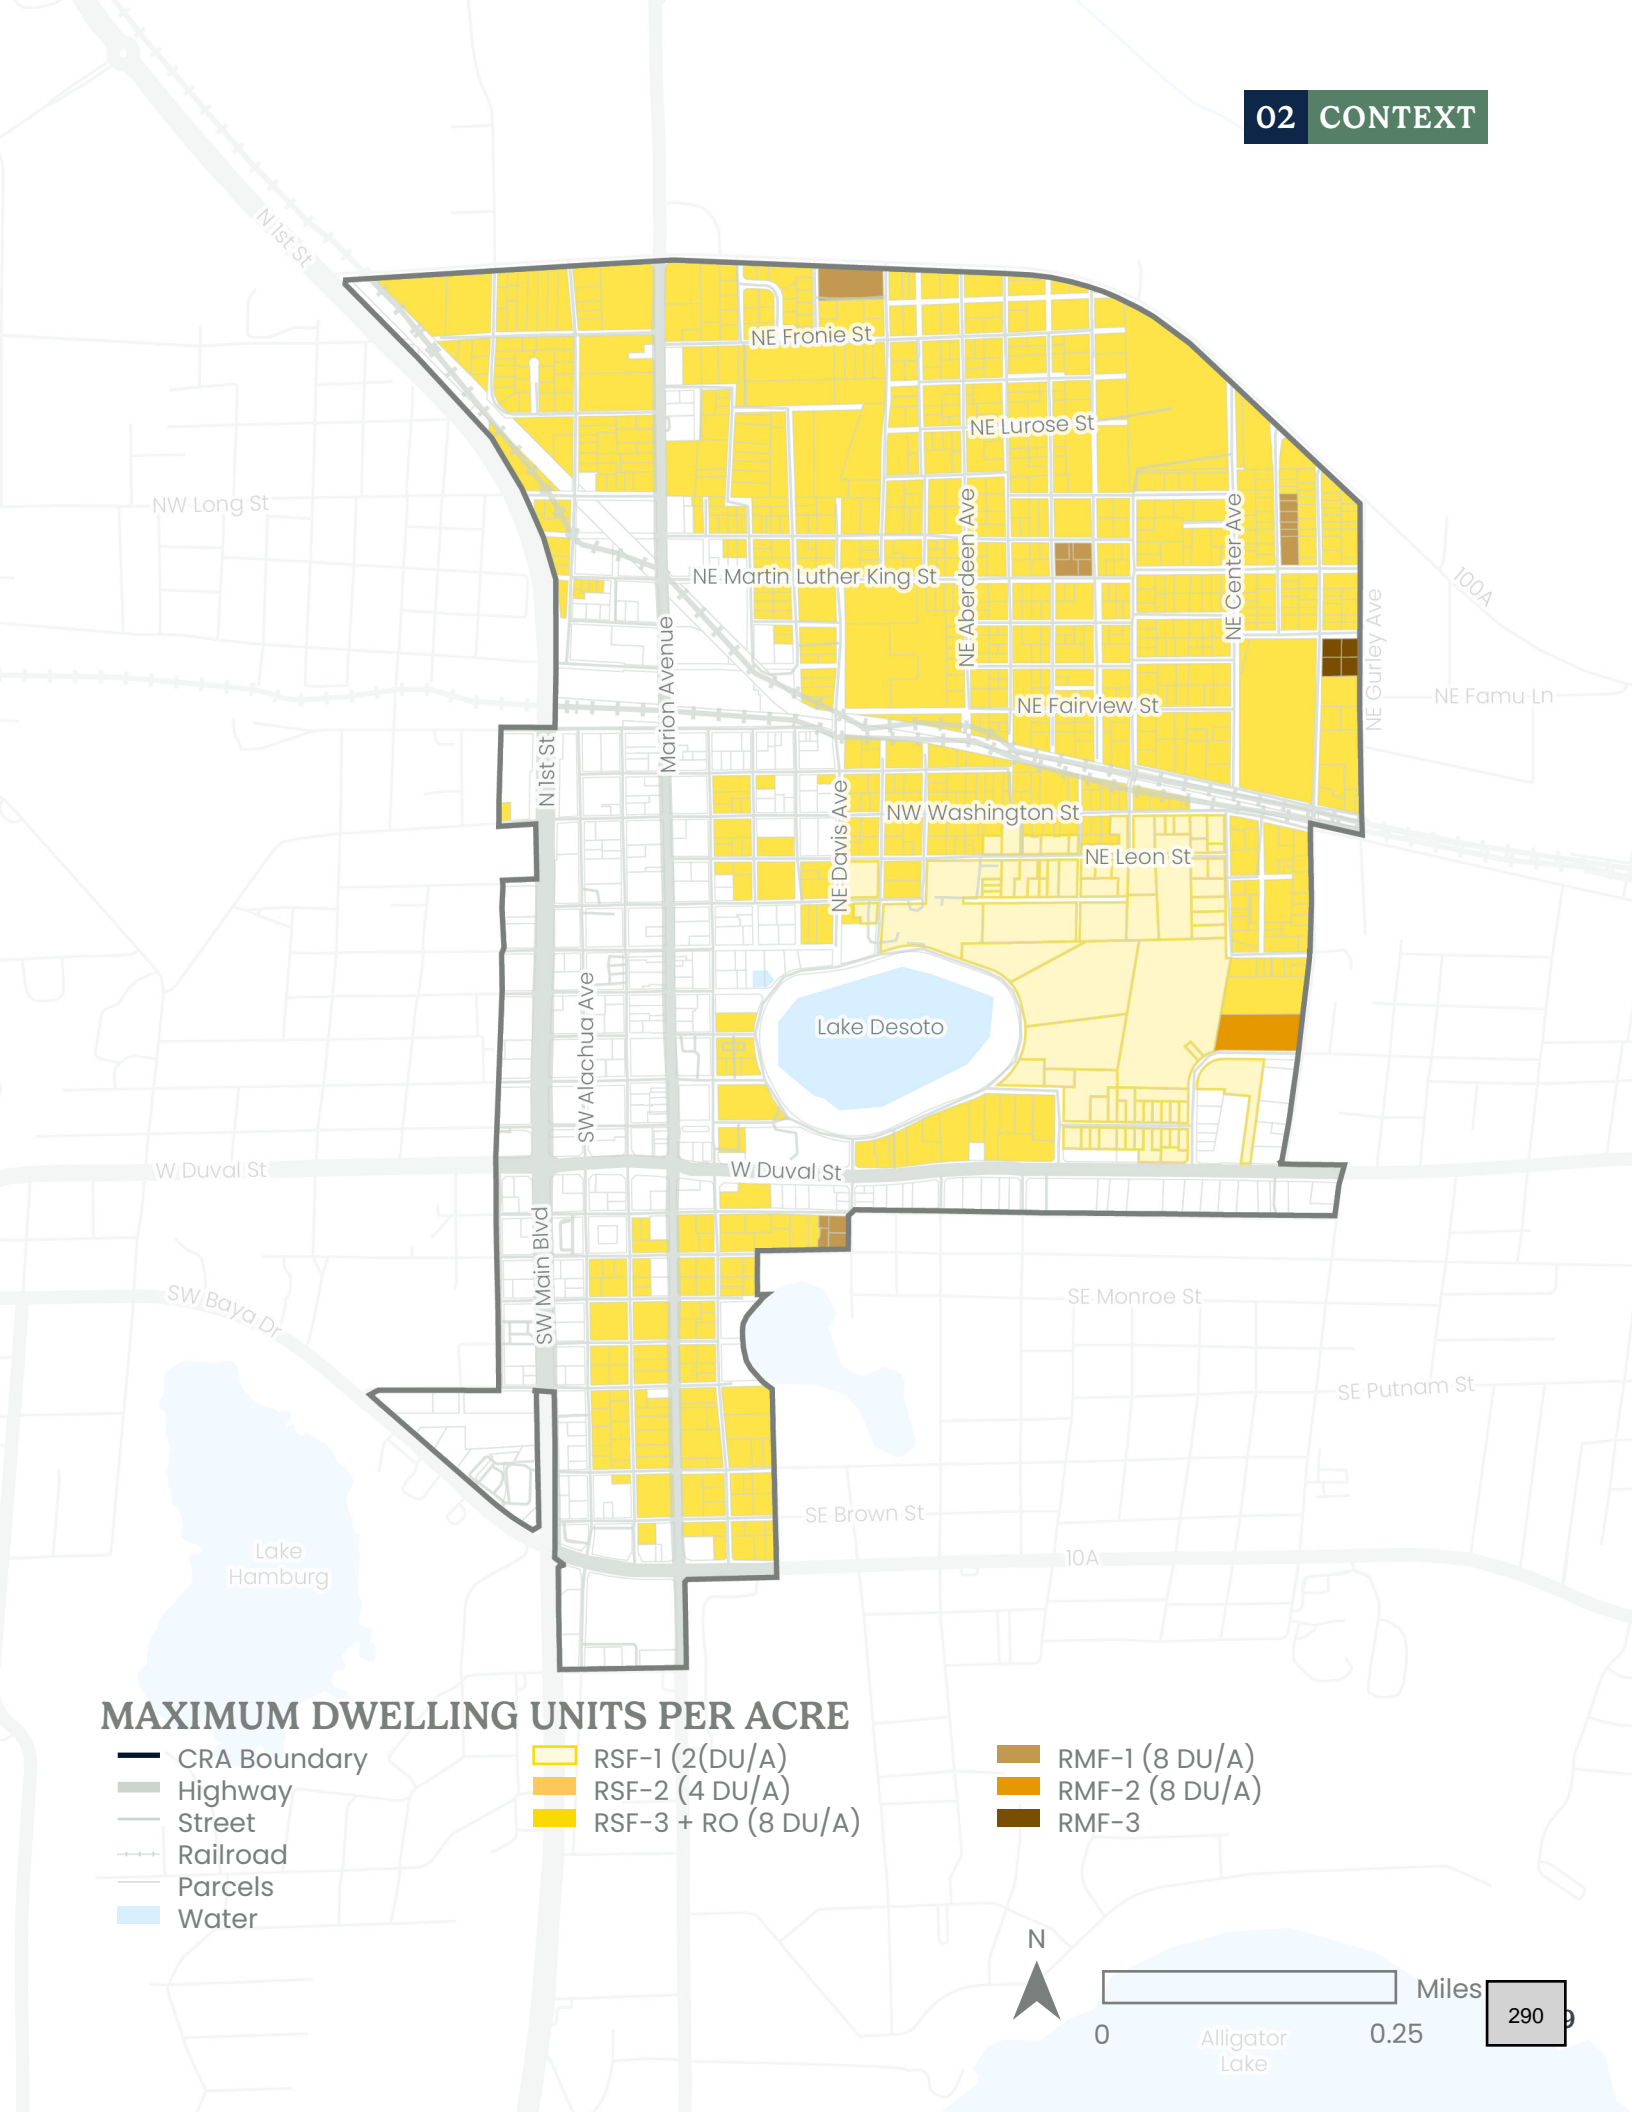 02 CONTEXT
N 1st St
NE Fronie St
NE Lurose St
NW Long St
NE Aberdeen Ave
NE Center Ave
NE Martin Luther King St
100A
NE Gurley Ave
Marion Avenue
NE Famu Ln
NE Fairview St
N 1st St
NE Davis Ave
NW Washington St
NE Leon St
SW Alachua Ave
Lake Desoto
W Duval St
W Duval St
SW Main Blvd
SW Baya Dr
SE Monroe St
SE Putnam St
SE Brown St
Lake
Hamburg
10A
MAXIMUM DWELLING UNITS PER ACRE
CRA Boundary
Highway
Street
Railroad
Parcels
Water
RSF-1 (2(DU/A)
RSF-2 (4 DU/A)
RSF-3 + RO (8 DU/A)
RMF-1 (8 DU/A)
RMF-2 (8 DU/A)
RMF-3
N
Miles
0 0.25
Alligator
Lake
290